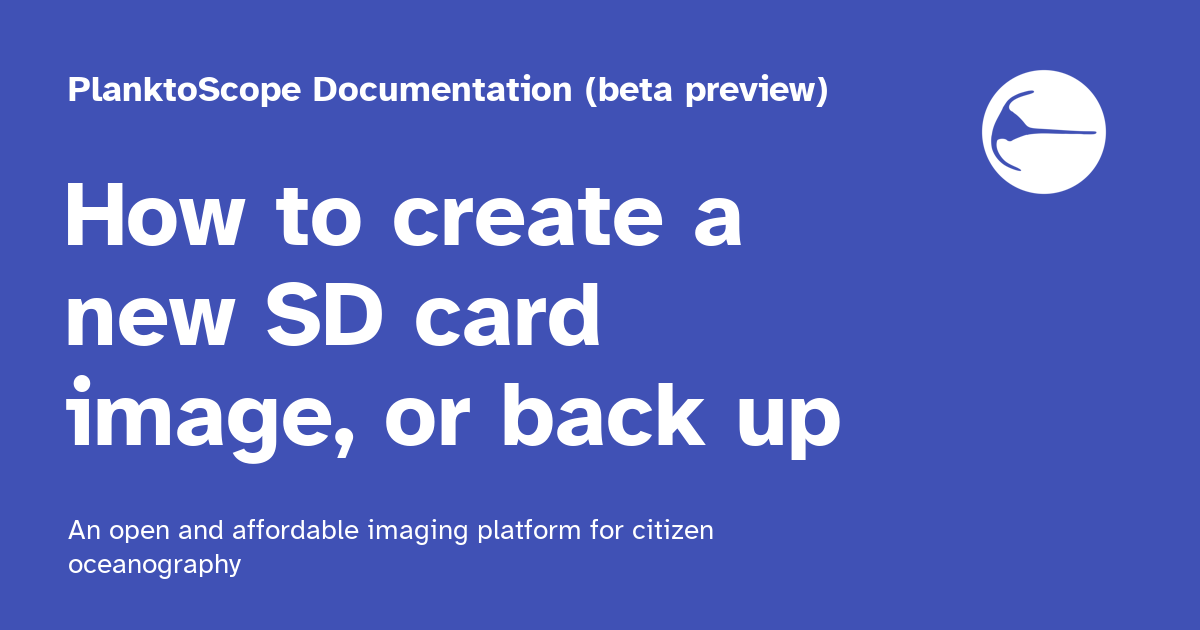 PlanktoScope Documentation (beta preview)
How to create a
new SD card
image, or back up
An open and affordable imaging platform for citizen
oceanography